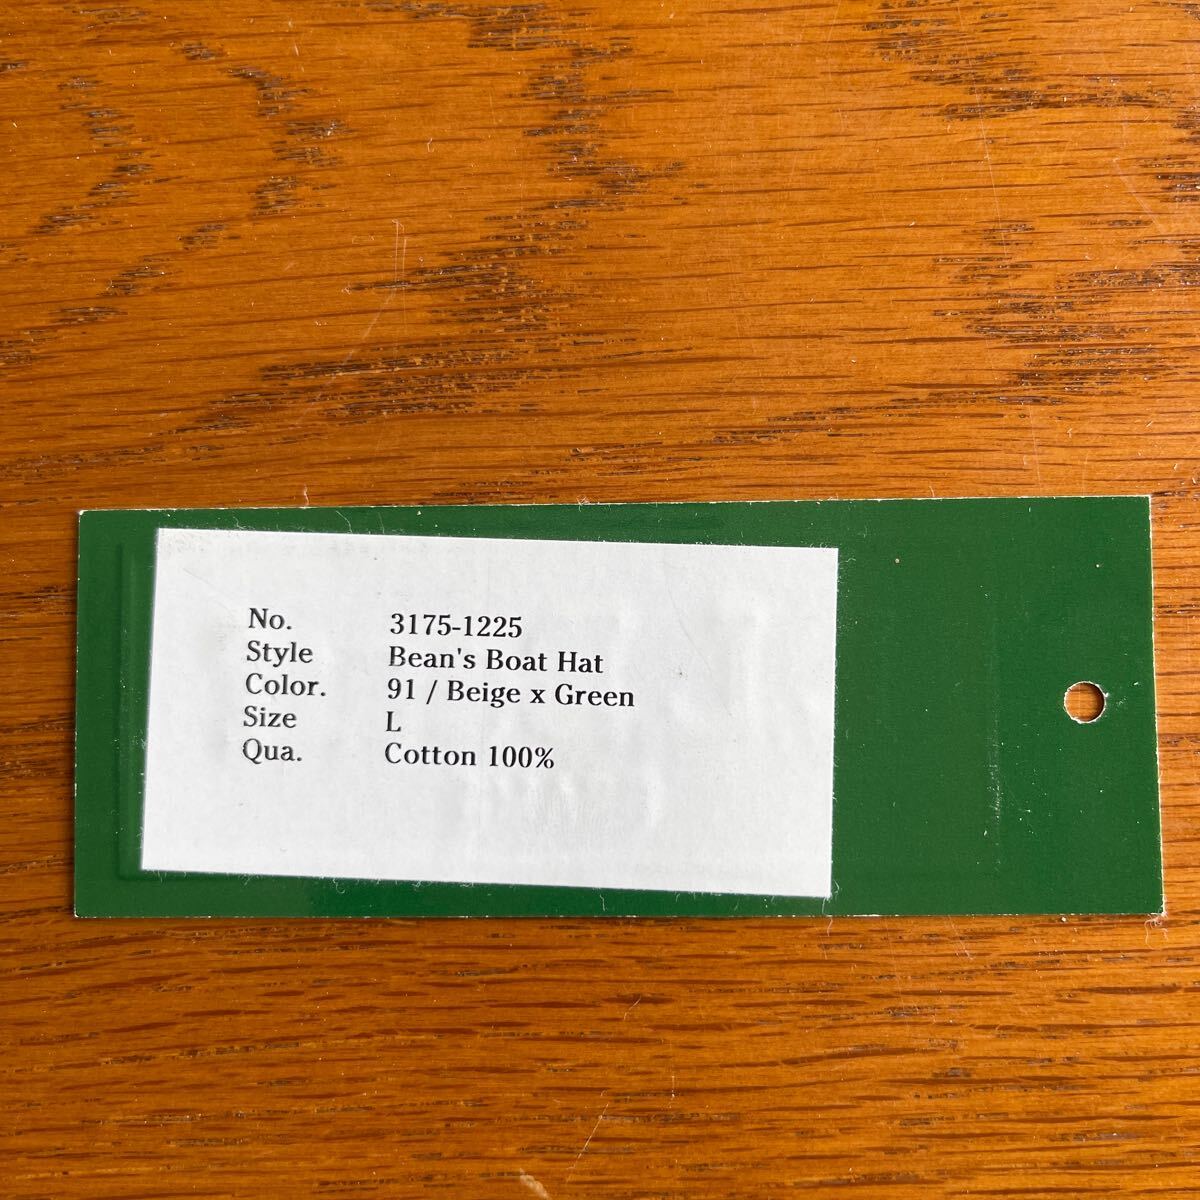 No. 3175-1225
Style Bean's Boat Hat
Color. 91 / Beige x Green
Size L
Qua. Cotton 100%